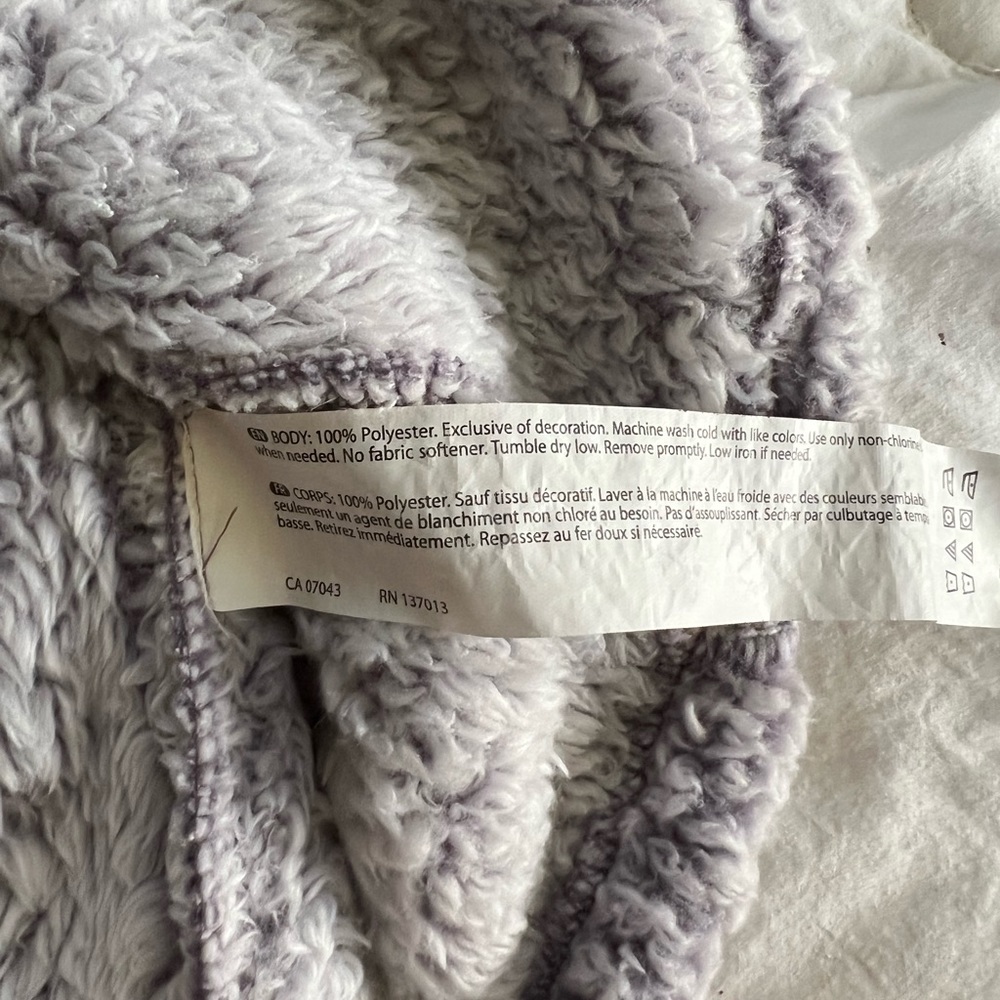 EN BODY: 100% Polyester. Exclusive of decoration. Machine wash cold with like colors. Use only non-chlorine
when needed. No fabric softener. Tumble dry low. Remove promptly. Low iron if needed.
FR CORPS: 100% Polyester. Sauf tissu décoratif. Laver à la machine à l'eau froide avec des couleurs semblab
seulement un agent de blanchiment non chloré au besoin. Pas d'assouplissant. Sécher par culbutage à temp
basse. Retirez immédiatement. Repassez au fer doux si nécessaire.
CA 07043 RN 137013